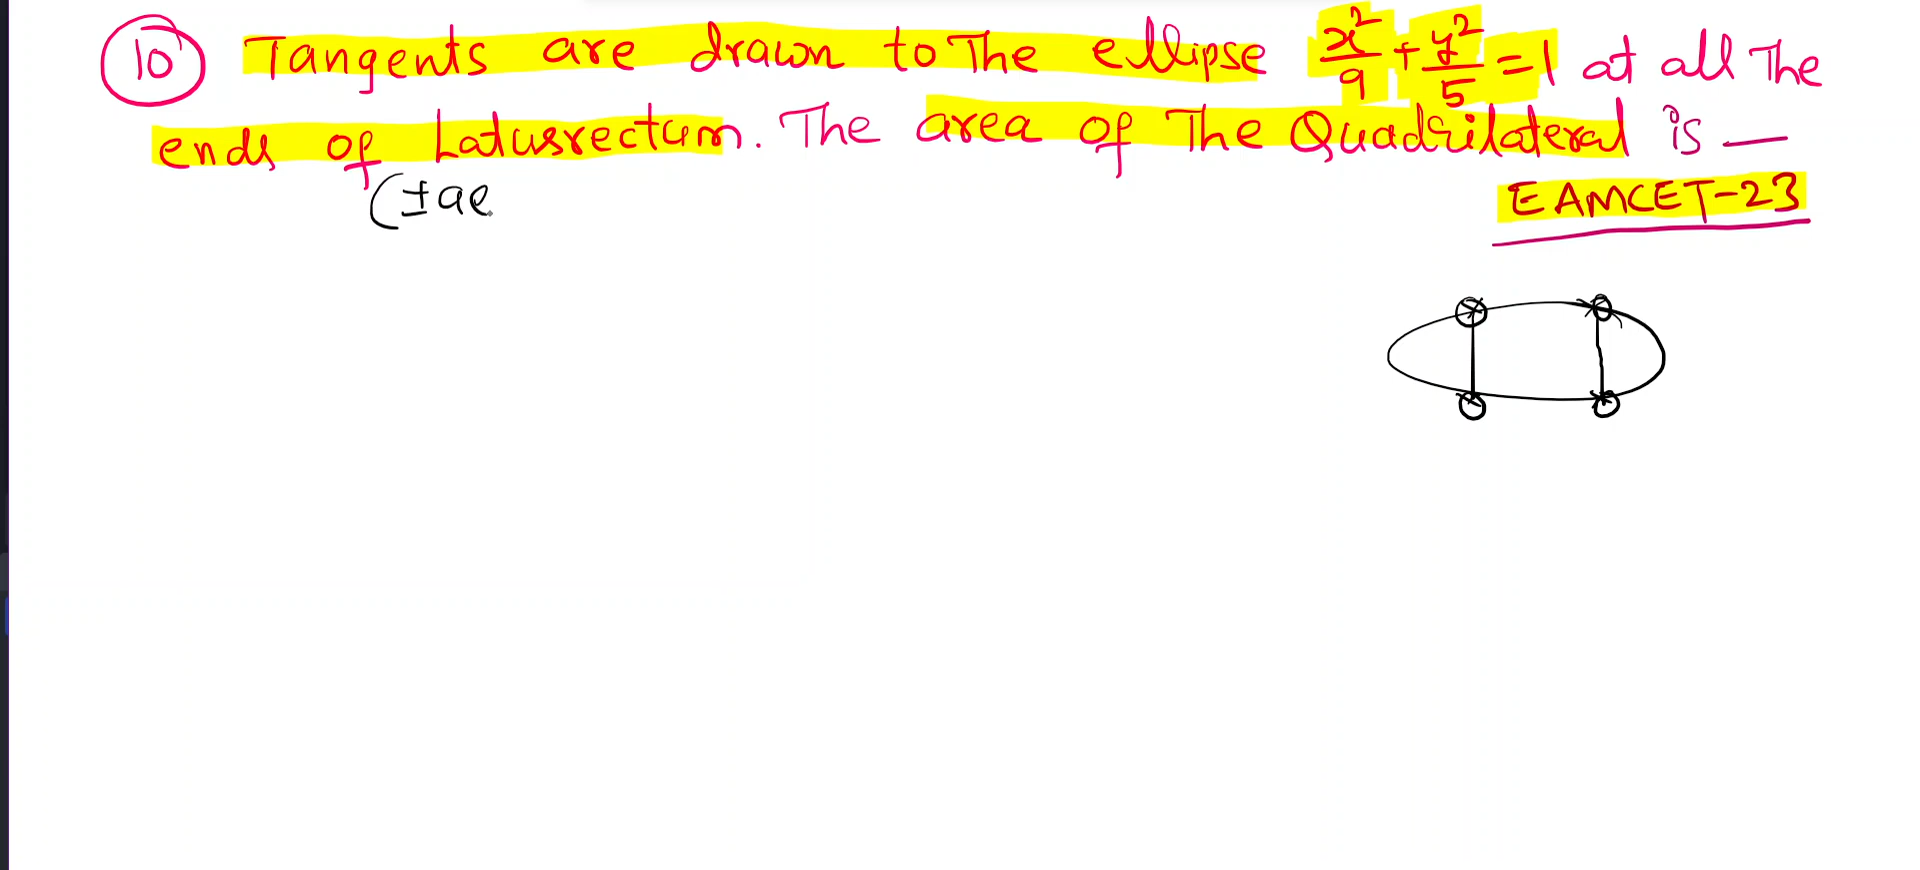 10 Tangents are drawn to The ellipse x²/9 + y²/5 = 1 at all The
ends of Latusrectum. The area of The Quadrilateral is —
(±ae
EAMCET-23